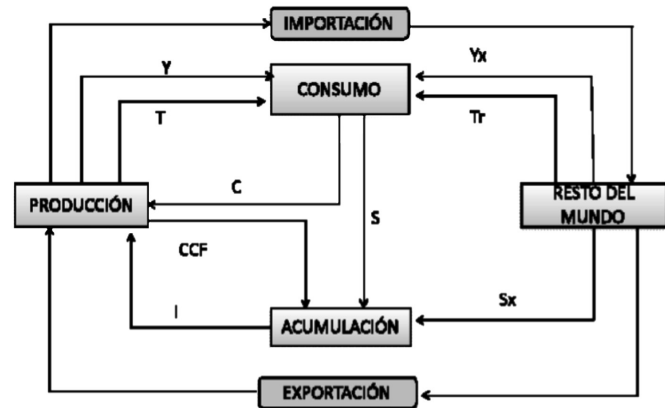 IMPORTACIÓN
Y
Yx
CONSUMO
T
Tr
C
PRODUCCIÓN
RESTO DEL
MUNDO
S
CCF
Sx
I
ACUMULACIÓN
EXPORTACIÓN